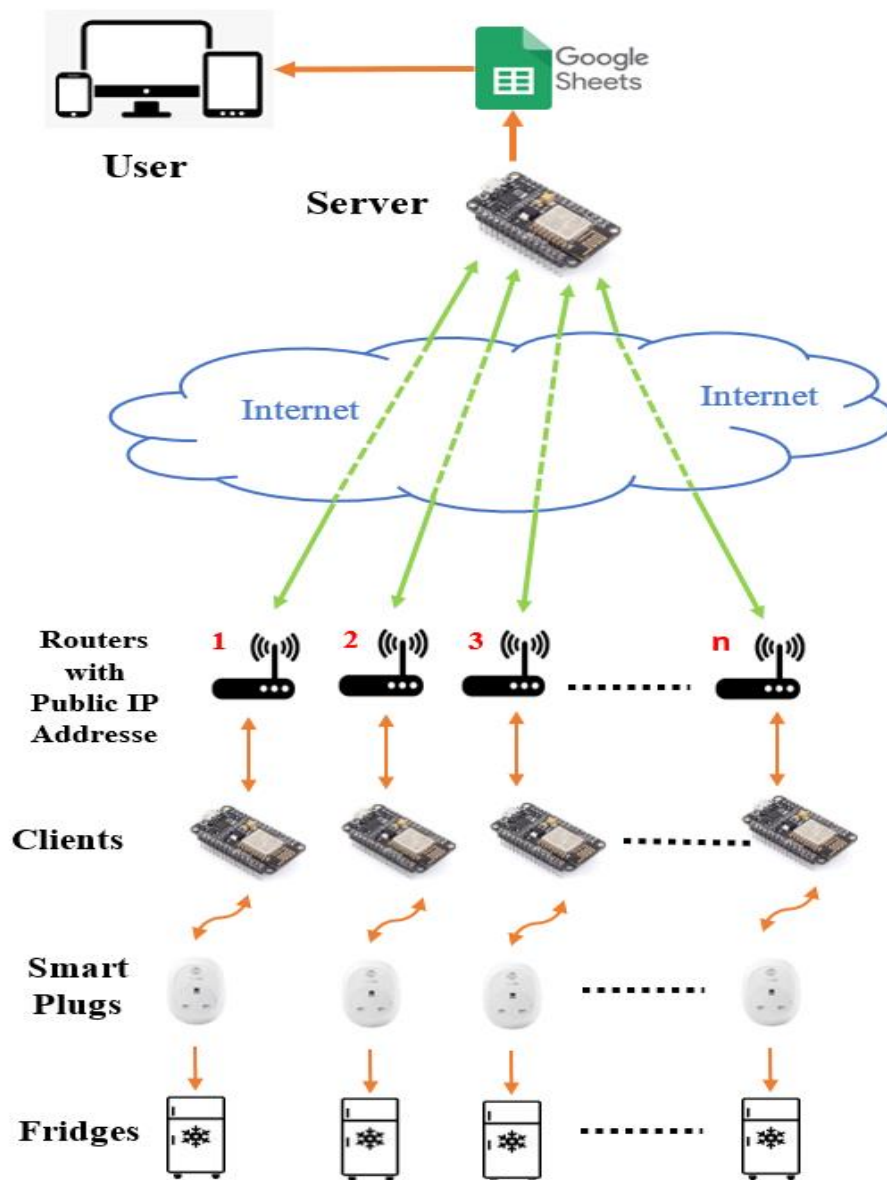 Google
Sheets
User
Server
Internet
Internet
Routers
with
Public IP
Addresse
1
2
3
n
Clients
Smart
Plugs
Fridges